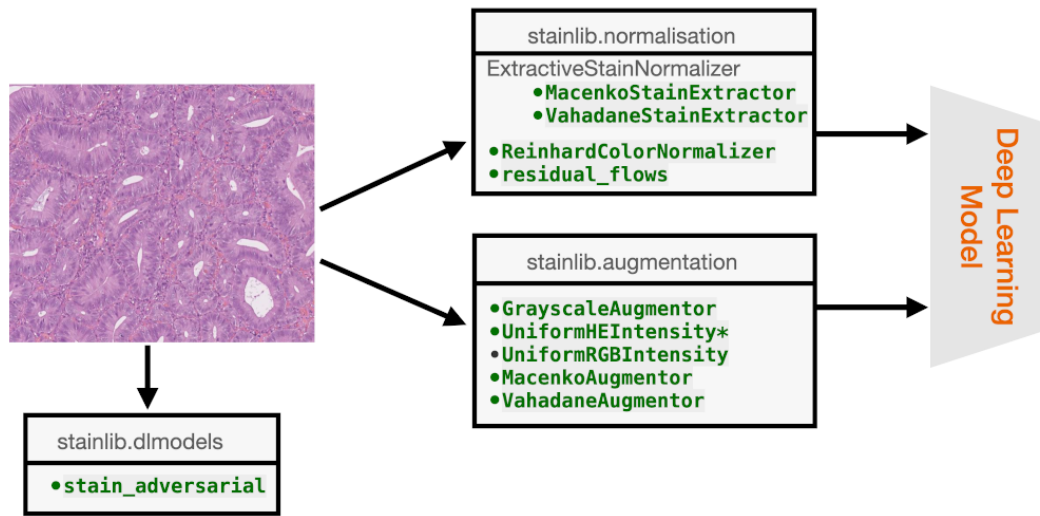 stainlib.normalisation
ExtractiveStainNormalizer
•MacenkoStainExtractor
•VahadaneStainExtractor
•ReinhardColorNormalizer
•residual_flows
stainlib.augmentation
•GrayscaleAugmentor
•UniformHEIntensity*
•UniformRGBIntensity
•MacenkoAugmentor
•VahadaneAugmentor
Deep Learning
Model
stainlib.dlmodels
•stain_adversarial